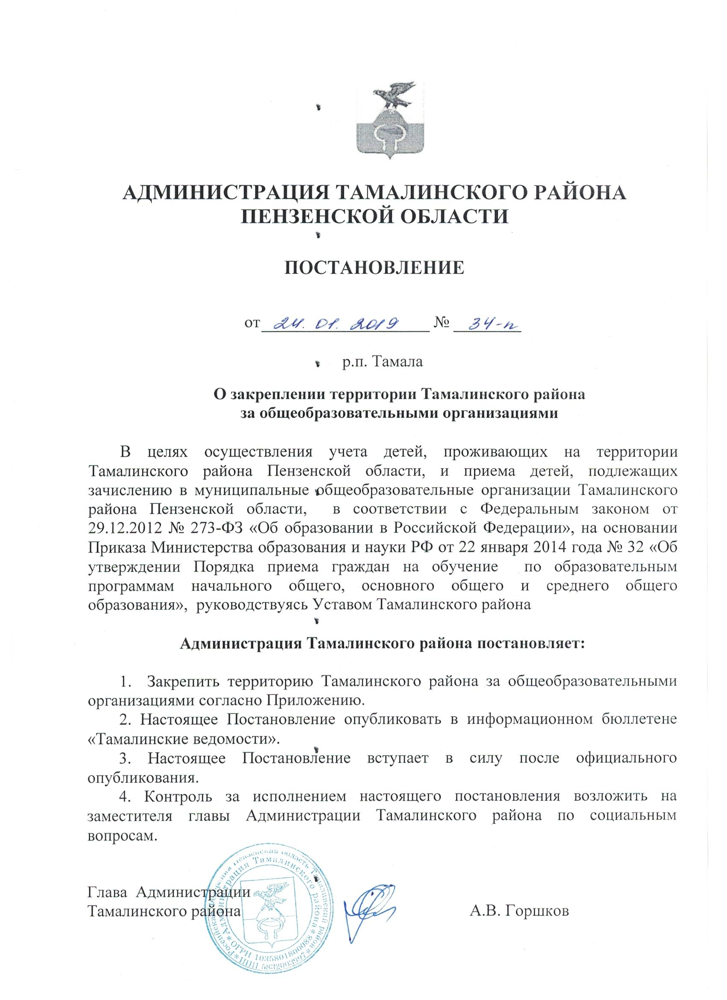 АДМИНИСТРАЦИЯ ТАМАЛИНСКОГО РАЙОНА
ПЕНЗЕНСКОЙ ОБЛАСТИ
ПОСТАНОВЛЕНИЕ
от 24.01.2019 № 34-п
р.п. Тамала
О закреплении территории Тамалинского района
за общеобразовательными организациями
В целях осуществления учета детей, проживающих на территории
Тамалинского района Пензенской области, и приема детей, подлежащих
зачислению в муниципальные общеобразовательные организации Тамалинского
района Пензенской области, в соответствии с Федеральным законом от
29.12.2012 № 273-ФЗ «Об образовании в Российской Федерации», на основании
Приказа Министерства образования и науки РФ от 22 января 2014 года № 32 «Об
утверждении Порядка приема граждан на обучение по образовательным
программам начального общего, основного общего и среднего общего
образования», руководствуясь Уставом Тамалинского района
Администрация Тамалинского района постановляет:
1. Закрепить территорию Тамалинского района за общеобразовательными
организациями согласно Приложению.
2. Настоящее Постановление опубликовать в информационном бюллетене
«Тамалинские ведомости».
3. Настоящее Постановление вступает в силу после официального
опубликования.
4. Контроль за исполнением настоящего постановления возложить на
заместителя главы Администрации Тамалинского района по социальным
вопросам.
Глава Администрации
Тамалинского района А.В. Горшков
Российская Федерация Пензенская область Тамалинский район
*ИНН 5832003997*
*Администрация Тамалинского района*
ОГРН 1035801800088